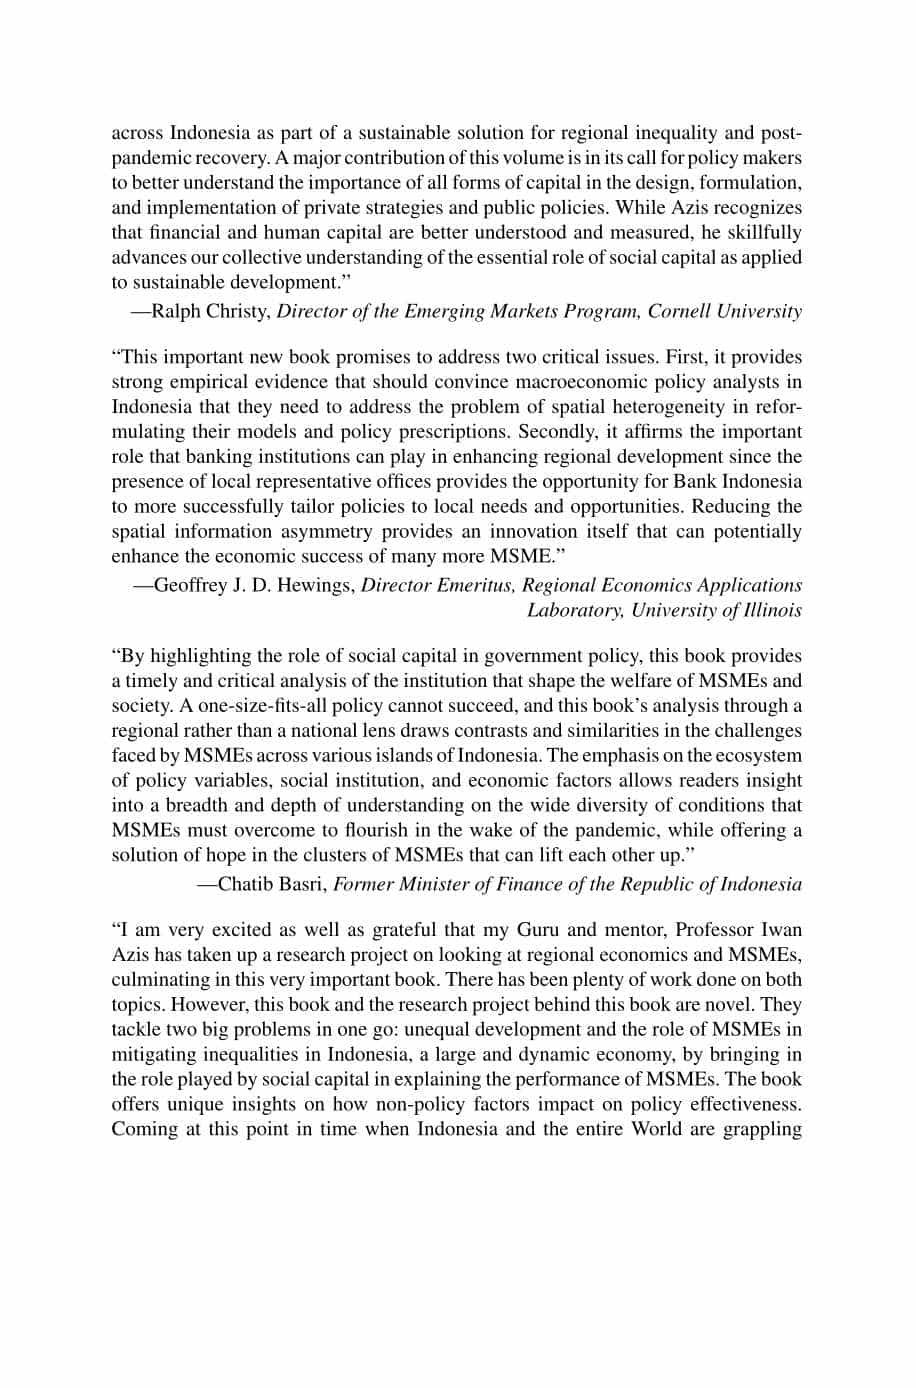 across Indonesia as part of a sustainable solution for regional inequality and post-
pandemic recovery. A major contribution of this volume is in its call for policy makers
to better understand the importance of all forms of capital in the design, formulation,
and implementation of private strategies and public policies. While Azis recognizes
that financial and human capital are better understood and measured, he skillfully
advances our collective understanding of the essential role of social capital as applied
to sustainable development.”
—Ralph Christy, Director of the Emerging Markets Program, Cornell University
“This important new book promises to address two critical issues. First, it provides
strong empirical evidence that should convince macroeconomic policy analysts in
Indonesia that they need to address the problem of spatial heterogeneity in refor-
mulating their models and policy prescriptions. Secondly, it affirms the important
role that banking institutions can play in enhancing regional development since the
presence of local representative offices provides the opportunity for Bank Indonesia
to more successfully tailor policies to local needs and opportunities. Reducing the
spatial information asymmetry provides an innovation itself that can potentially
enhance the economic success of many more MSME.”
—Geoffrey J. D. Hewings, Director Emeritus, Regional Economics Applications
Laboratory, University of Illinois
“By highlighting the role of social capital in government policy, this book provides
a timely and critical analysis of the institution that shape the welfare of MSMEs and
society. A one-size-fits-all policy cannot succeed, and this book’s analysis through a
regional rather than a national lens draws contrasts and similarities in the challenges
faced by MSMEs across various islands of Indonesia. The emphasis on the ecosystem
of policy variables, social institution, and economic factors allows readers insight
into a breadth and depth of understanding on the wide diversity of conditions that
MSMEs must overcome to flourish in the wake of the pandemic, while offering a
solution of hope in the clusters of MSMEs that can lift each other up.”
—Chatib Basri, Former Minister of Finance of the Republic of Indonesia
“I am very excited as well as grateful that my Guru and mentor, Professor Iwan
Azis has taken up a research project on looking at regional economics and MSMEs,
culminating in this very important book. There has been plenty of work done on both
topics. However, this book and the research project behind this book are novel. They
tackle two big problems in one go: unequal development and the role of MSMEs in
mitigating inequalities in Indonesia, a large and dynamic economy, by bringing in
the role played by social capital in explaining the performance of MSMEs. The book
offers unique insights on how non-policy factors impact on policy effectiveness.
Coming at this point in time when Indonesia and the entire World are grappling